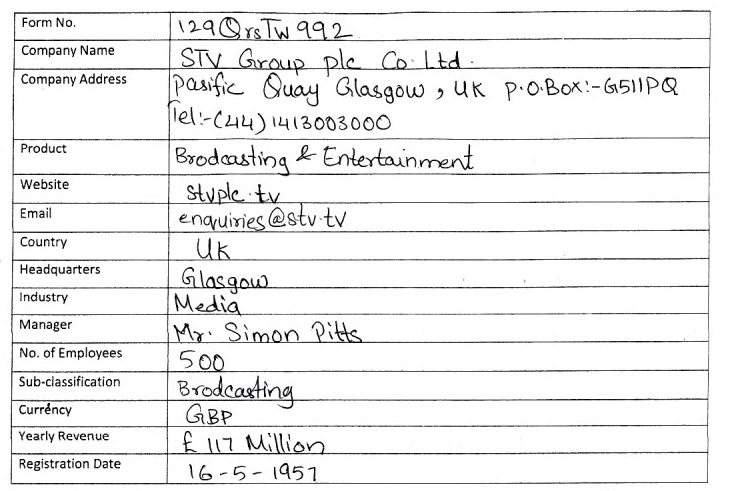 Form No. 129QrsTW992
Company Name STV Group plc Co. Ltd.
Company Address Pasific Quay Glasgow, UK P.O.Box:-G511PQ
Tel:-(44)1413003000
Product Brodcasting & Entertainment
Website stvplc.tv
Email enquiries@stv.tv
Country UK
Headquarters Glasgow
Industry Media
Manager Mr. Simon Pitts
No. of Employees 500
Sub-classification Brodcasting
Currency GBP
Yearly Revenue £ 117 Million
Registration Date 16-5-1957